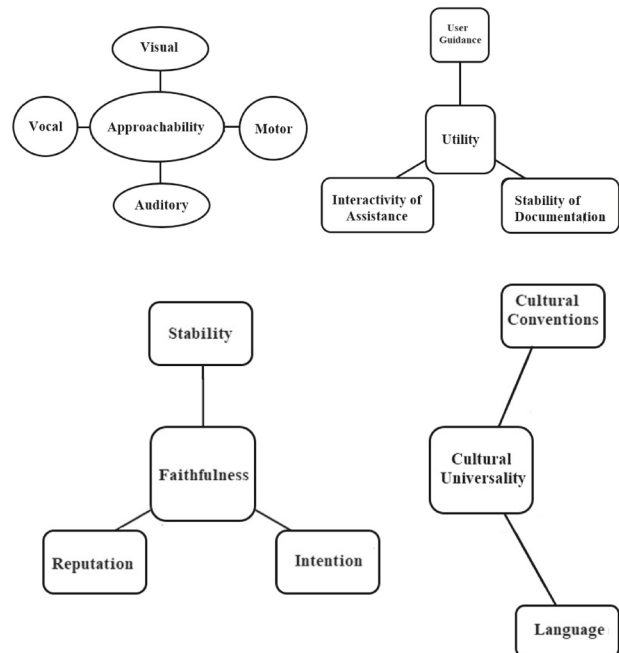 Visual
Vocal
Approachability
Motor
Auditory
User
Guidance
Utility
Interactivity of
Assistance
Stability of
Documentation
Stability
Faithfulness
Reputation
Intention
Cultural
Conventions
Cultural
Universality
Language